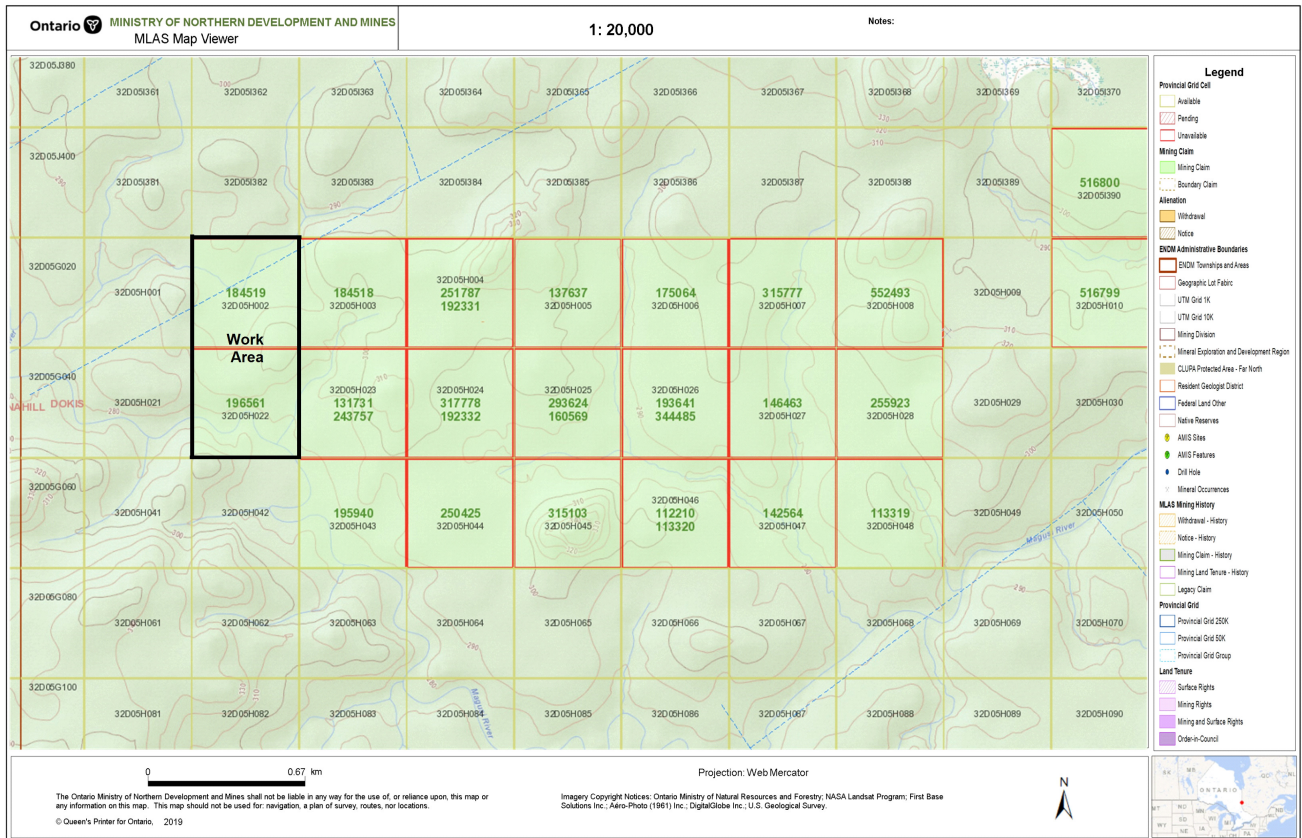 Ontario MINISTRY OF NORTHERN DEVELOPMENT AND MINES
MLAS Map Viewer
1: 20,000
Notes:
32D05J380
32D05I361 32D05I362 32D05I363 32D05I364 32D05I365 32D05I366 32D05I367 32D05I368 32D05I369 32D05I370
32D05J400
32D05I381 32D05I382 32D05I383 32D05I384 32D05I385 32D05I386 32D05I387 32D05I388 32D05I389
516800
32D05I390
32D05G020
32D05H001
184519
32D05H002
184518
32D05H003
32D05H004
251787
192331
137637
32D05H005
175064
32D05H006
315777
32D05H007
552493
32D05H008
32D05H009
516799
32D05H010
Work
Area
32D05G040
DOKIS
32D05H021
196561
32D05H022
32D05H023
131731
243757
32D05H024
317778
192332
32D05H025
293624
160569
32D05H026
193641
344485
146463
32D05H027
255923
32D05H028
32D05H029
32D05H030
32D05G060
32D05H041
32D05H042
195940
32D05H043
250425
32D05H044
315103
32D05H045
32D05H046
112210
113320
142564
32D05H047
113319
32D05H048
32D05H049
32D05H050
Magusi River
32D05G080
32D05H061 32D05H062 32D05H063 32D05H064 32D05H065 32D05H066 32D05H067 32D05H068 32D05H069 32D05H070
32D05G100
32D05H081 32D05H082 32D05H083 32D05H084 32D05H085 32D05H086 32D05H087 32D05H088 32D05H089 32D05H090
Magusi River
Legend
Provincial Grid Cell
Available
Pending
Unavailable
Mining Claim
Mining Claim
Boundary Claim
Alienation
Withdrawal
Notice
ENDM Administrative Boundaries
ENDM Townships and Areas
Geographic Lot Fabirc
UTM Grid 1K
UTM Grid 10K
Mining Division
Mineral Exploration and Development Region
CLUPA Protected Area - Far North
Resident Geologist District
Federal Land Other
Native Reserves
AMIS Sites
AMIS Features
Drill Hole
Mineral Occurrences
MLAS Mining History
Withdrawal - History
Notice - History
Mining Claim - History
Mining Land Tenure - History
Legacy Claim
Provincial Grid
Provincial Grid 250K
Provincial Grid 50K
Provincial Grid Group
Land Tenure
Surface Rights
Mining Rights
Mining and Surface Rights
Order-in-Council
0 0.67 km
The Ontario Ministry of Northern Development and Mines shall not be liable in any way for the use of, or reliance upon, this map or
any information on this map. This map should not be used for: navigation, a plan of survey, routes, nor locations.
© Queen's Printer for Ontario, 2019
Projection: Web Mercator
Imagery Copyright Notices: Ontario Ministry of Natural Resources and Forestry; NASA Landsat Program; First Base
Solutions Inc.; Aéro-Photo (1961) Inc.; DigitalGlobe Inc.; U.S. Geological Survey.
N
ONTARIO